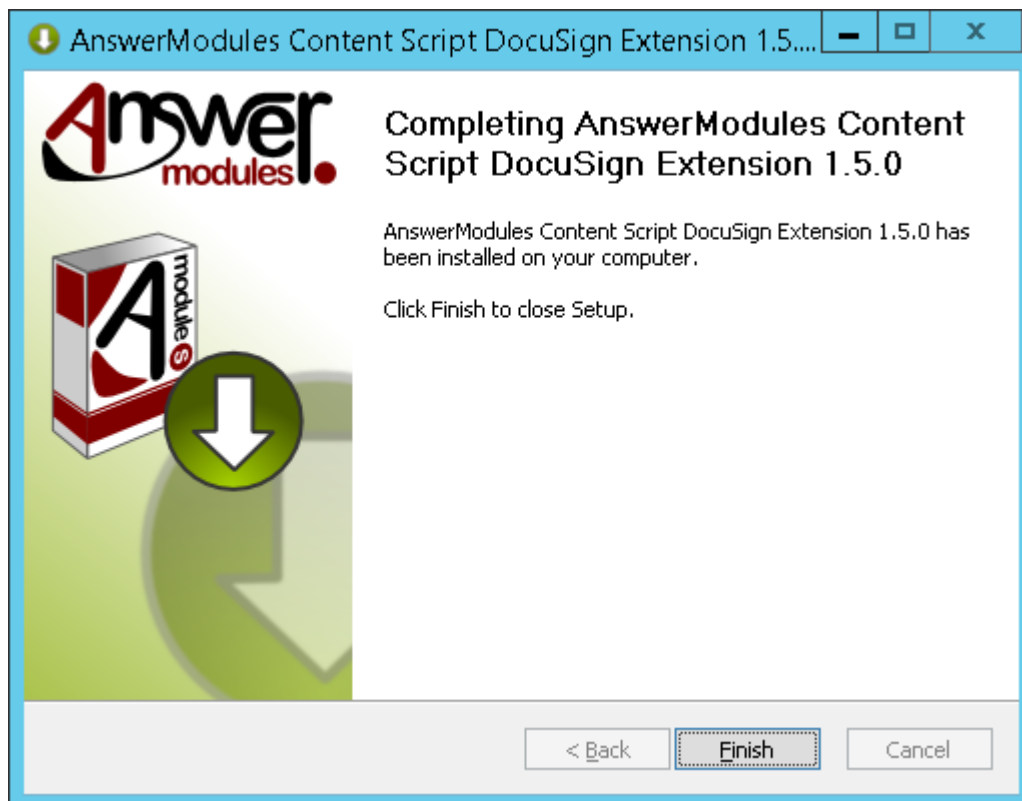 AnswerModules Content Script DocuSign Extension 1.5....
Answer
modules
Completing AnswerModules Content
Script DocuSign Extension 1.5.0
AnswerModules Content Script DocuSign Extension 1.5.0 has
been installed on your computer.
Click Finish to close Setup.
A
module s
< Back
Finish
Cancel